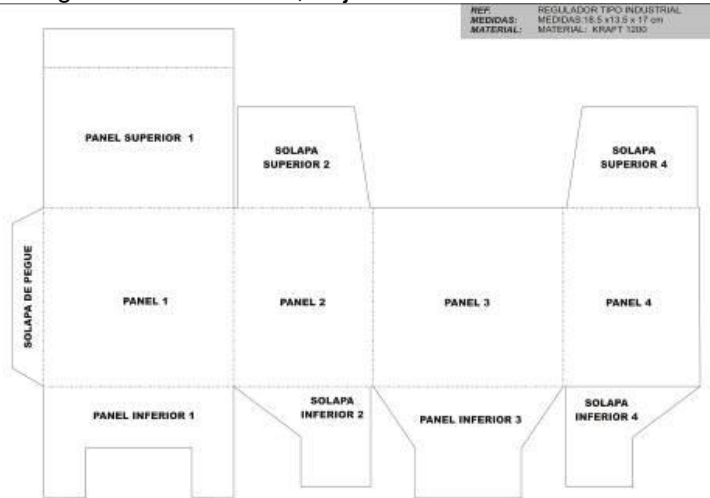 REF. REGULADOR TIPO INDUSTRIAL
MEDIDAS: MEDIDAS:18.5 x13.5 x 17 cm
MATERIAL: MATERIAL: KRAFT 1200
PANEL SUPERIOR 1
SOLAPA
SUPERIOR 2
SOLAPA
SUPERIOR 4
SOLAPA DE PEGUE
PANEL 1
PANEL 2
PANEL 3
PANEL 4
PANEL INFERIOR 1
SOLAPA
INFERIOR 2
PANEL INFERIOR 3
SOLAPA
INFERIOR 4